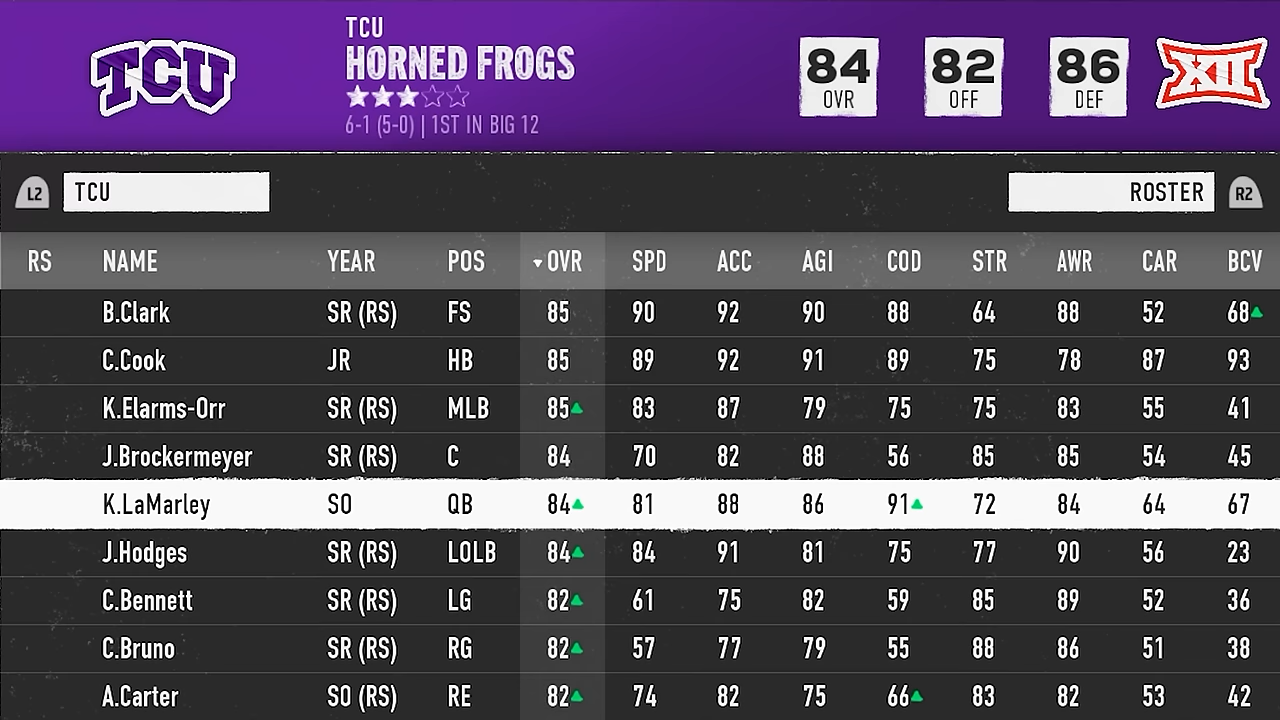 TCU
TCU
HORNED FROGS
6-1 (5-0) | 1ST IN BIG 12
84 OVR
82 OFF
86 DEF
XII
L2 TCU
ROSTER R2
RS NAME YEAR POS OVR SPD ACC AGI COD STR AWR CAR BCV
B.Clark SR (RS) FS 85 90 92 90 88 64 88 52 68
C.Cook JR HB 85 89 92 91 89 75 78 87 93
K.Elarms-Orr SR (RS) MLB 85 83 87 79 75 75 83 55 41
J.Brockermeyer SR (RS) C 84 70 82 88 56 85 85 54 45
K.LaMarley SO QB 84 81 88 86 91 72 84 64 67
J.Hodges SR (RS) LOLB 84 84 91 81 75 77 90 56 23
C.Bennett SR (RS) LG 82 61 75 82 59 85 89 52 36
C.Bruno SR (RS) RG 82 57 77 79 55 88 86 51 38
A.Carter SO (RS) RE 82 74 82 75 66 83 82 53 42